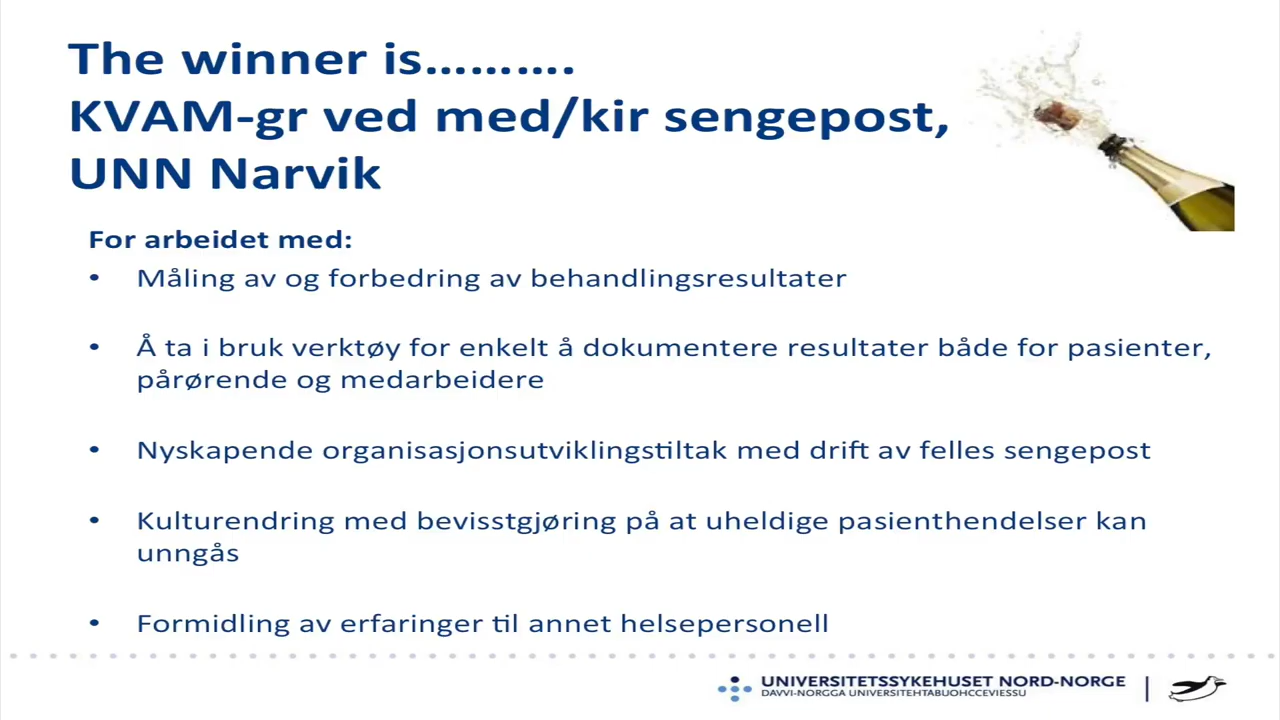 The winner is……….
KVAM-gr ved med/kir sengepost,
UNN Narvik
For arbeidet med:
• Måling av og forbedring av behandlingsresultater
• Å ta i bruk verktøy for enkelt å dokumentere resultater både for pasienter,
pårørende og medarbeidere
• Nyskapende organisasjonsutviklingstiltak med drift av felles sengepost
• Kulturendring med bevisstgjøring på at uheldige pasienthendelser kan
unngås
• Formidling av erfaringer til annet helsepersonell
UNIVERSITETSSYKEHUSET NORD-NORGE
DAVVI-NORGGA UNIVERSITEHTABUOHCCEVIESSU